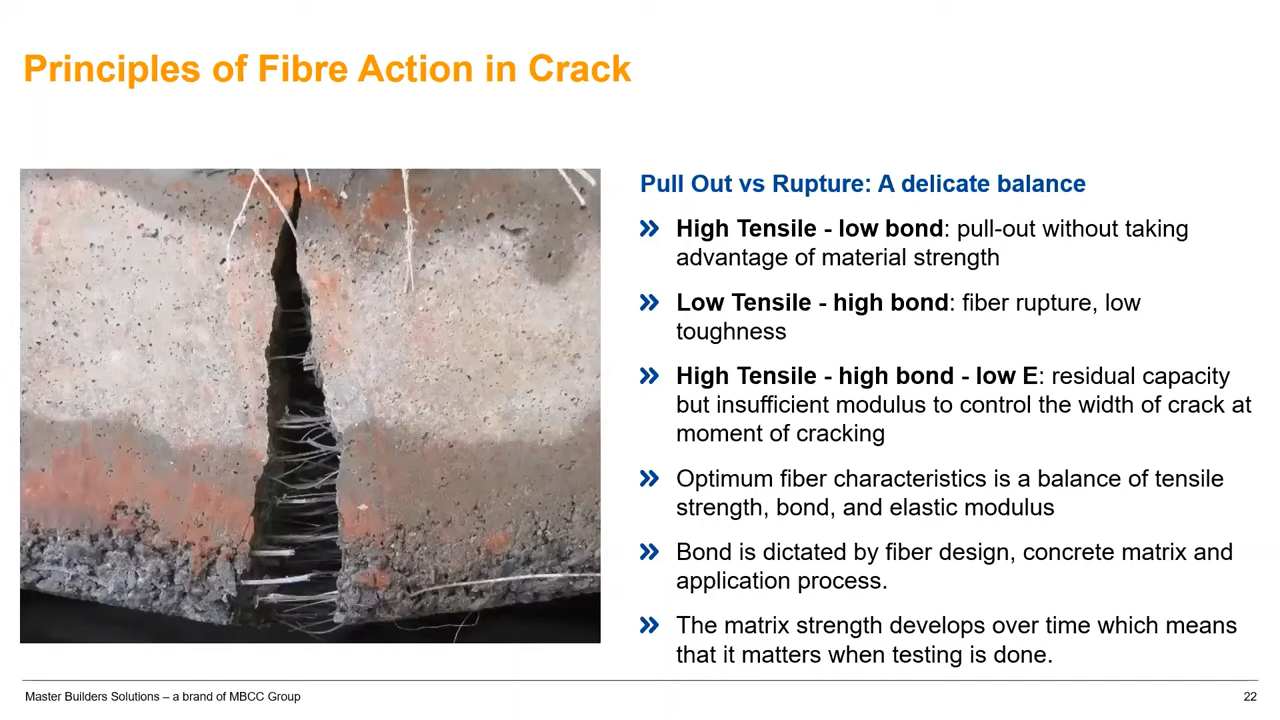 Principles of Fibre Action in Crack
Pull Out vs Rupture: A delicate balance
High Tensile - low bond: pull-out without taking
advantage of material strength
Low Tensile - high bond: fiber rupture, low
toughness
High Tensile - high bond - low E: residual capacity
but insufficient modulus to control the width of crack at
moment of cracking
Optimum fiber characteristics is a balance of tensile
strength, bond, and elastic modulus
Bond is dictated by fiber design, concrete matrix and
application process.
The matrix strength develops over time which means
that it matters when testing is done.
Master Builders Solutions – a brand of MBCC Group
22